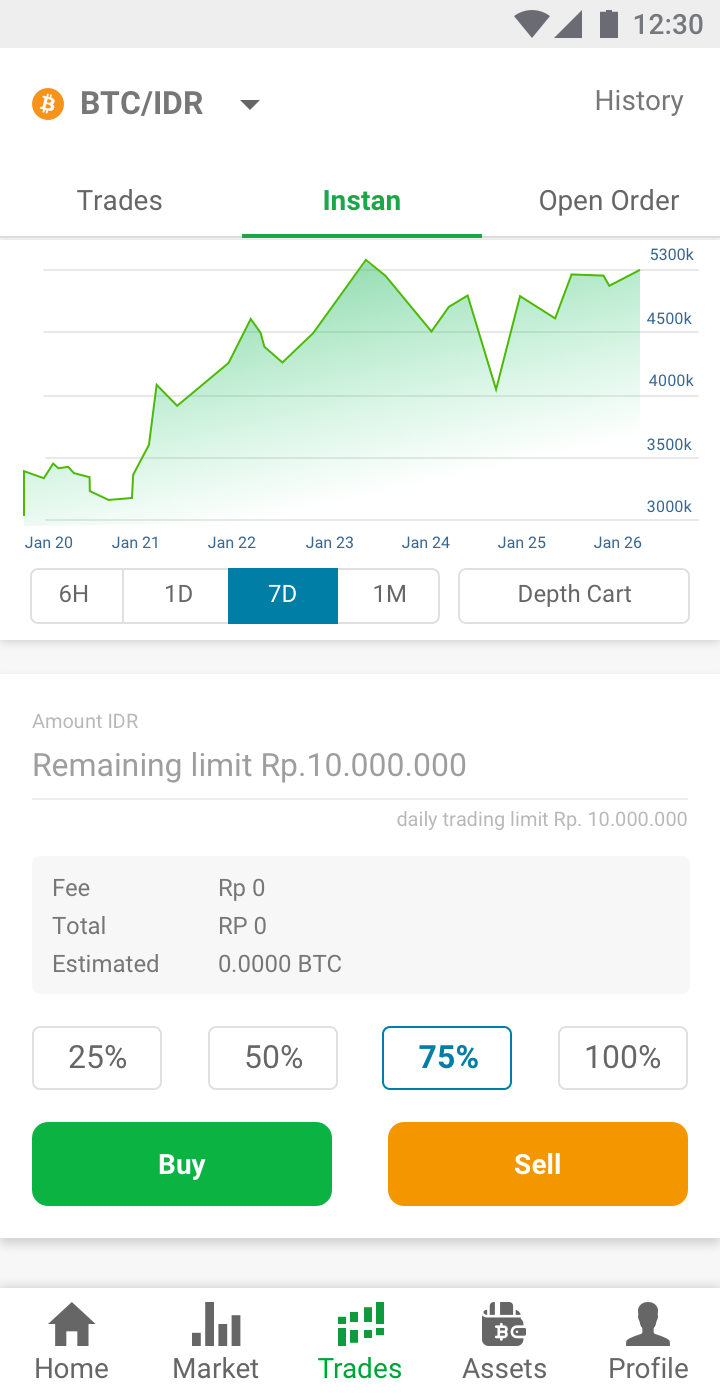 12:30
BTC/IDR
History
Trades Instan Open Order
5300k
4500k
4000k
3500k
3000k
Jan 20 Jan 21 Jan 22 Jan 23 Jan 24 Jan 25 Jan 26
6H 1D 7D 1M Depth Cart
Amount IDR
Remaining limit Rp.10.000.000
daily trading limit Rp. 10.000.000
Fee Rp 0
Total RP 0
Estimated 0.0000 BTC
25% 50% 75% 100%
Buy Sell
Home Market Trades Assets Profile